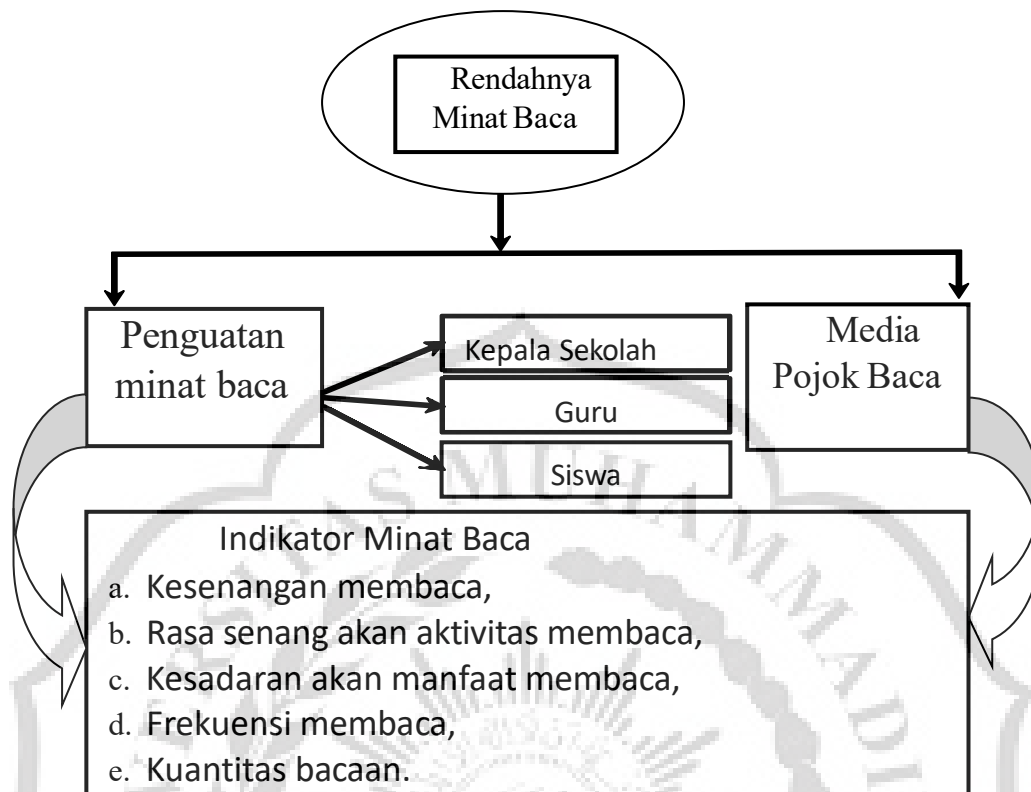 Rendahnya
Minat Baca
Penguatan
minat baca
Kepala Sekolah
Guru
Siswa
Media
Pojok Baca
Indikator Minat Baca
a. Kesenangan membaca,
b. Rasa senang akan aktivitas membaca,
c. Kesadaran akan manfaat membaca,
d. Frekuensi membaca,
e. Kuantitas bacaan.